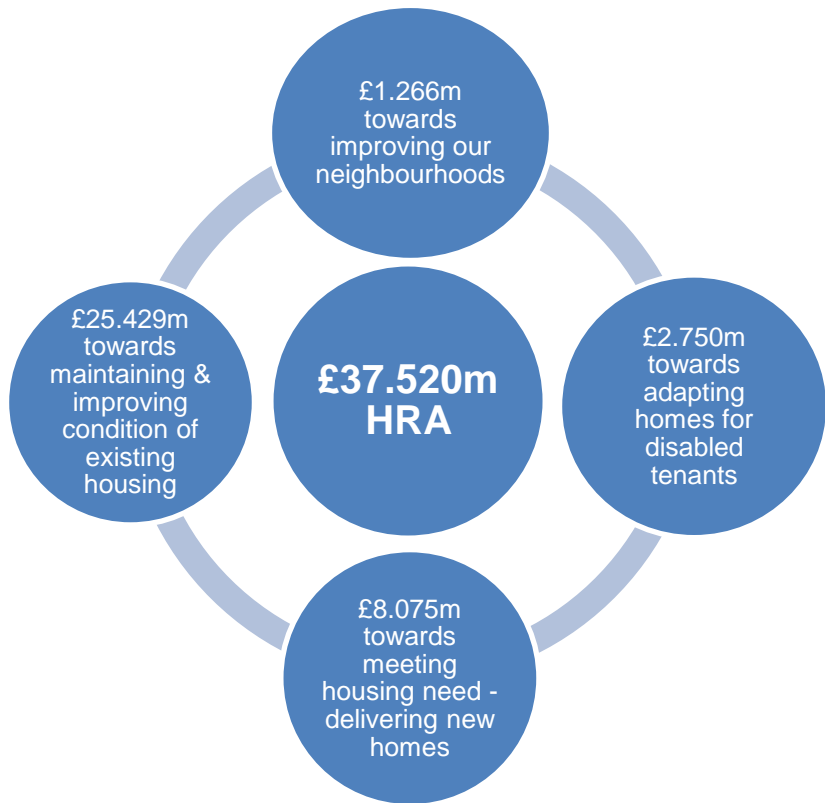 £1.266m
towards
improving our
neighbourhoods
£25.429m
towards
maintaining &
improving
condition of
existing
housing
£37.520m
HRA
£2.750m
towards
adapting
homes for
disabled
tenants
£8.075m
towards
meeting
housing need -
delivering new
homes